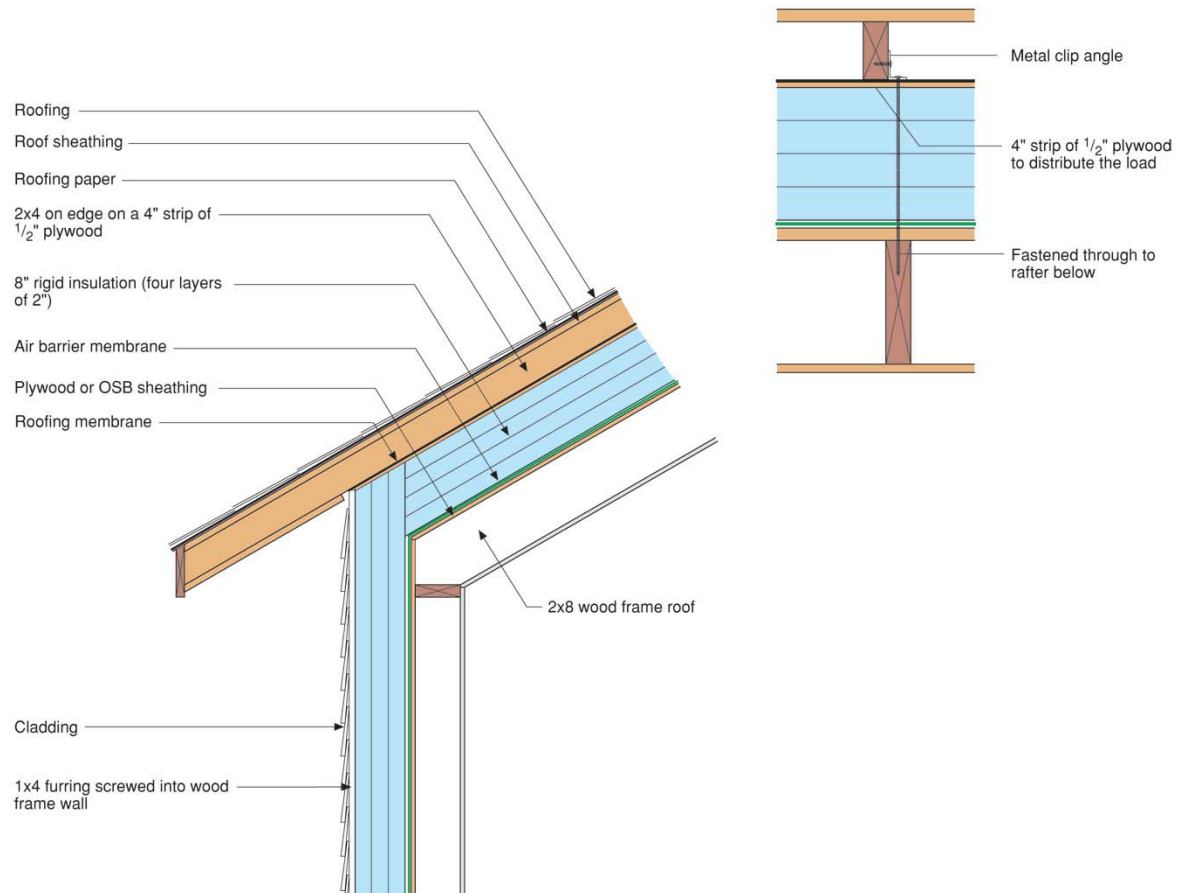 Roofing
Roof sheathing
Roofing paper
2x4 on edge on a 4" strip of
1/2" plywood
8" rigid insulation (four layers
of 2")
Air barrier membrane
Plywood or OSB sheathing
Roofing membrane
2x8 wood frame roof
Cladding
1x4 furring screwed into wood
frame wall
Metal clip angle
4" strip of 1/2" plywood
to distribute the load
Fastened through to
rafter below